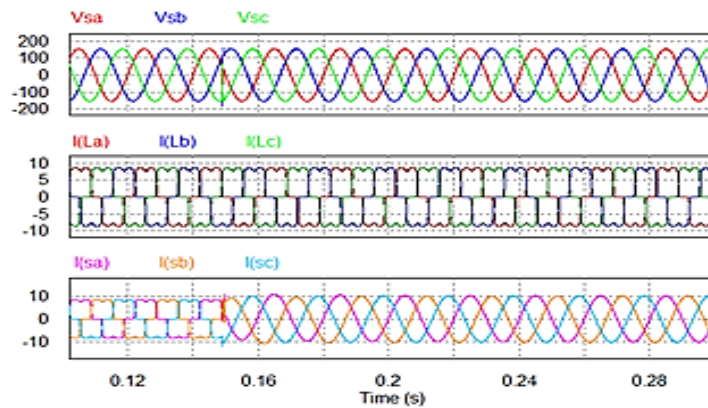 Vsa Vsb Vsc
200
100
0
-100
-200
I(La) I(Lb) I(Lc)
10
5
0
-5
-10
I(sa) I(sb) I(sc)
10
0
-10
0.12 0.16 0.2 0.24 0.28
Time (s)